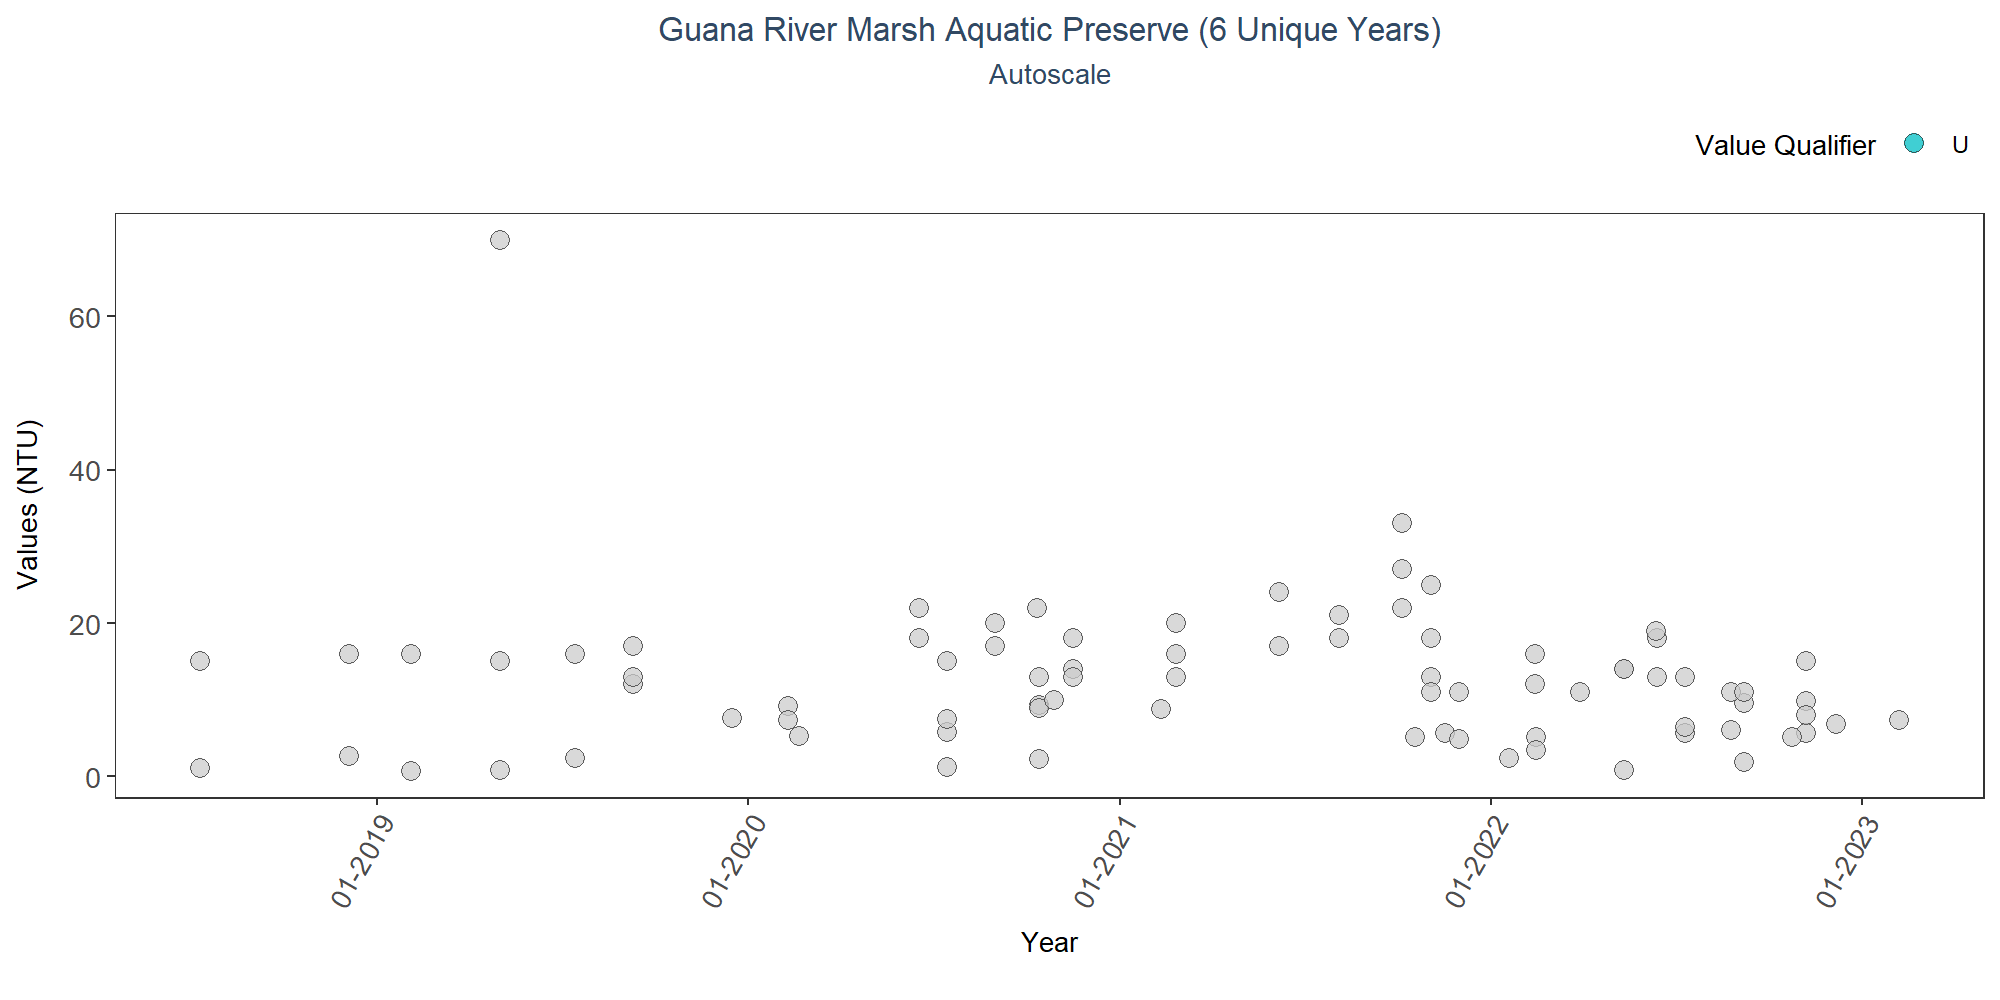 Guana River Marsh Aquatic Preserve (6 Unique Years)
Autoscale
Value Qualifier U
60
40
20
0
Values (NTU)
01-2019 01-2020 01-2021 01-2022 01-2023
Year